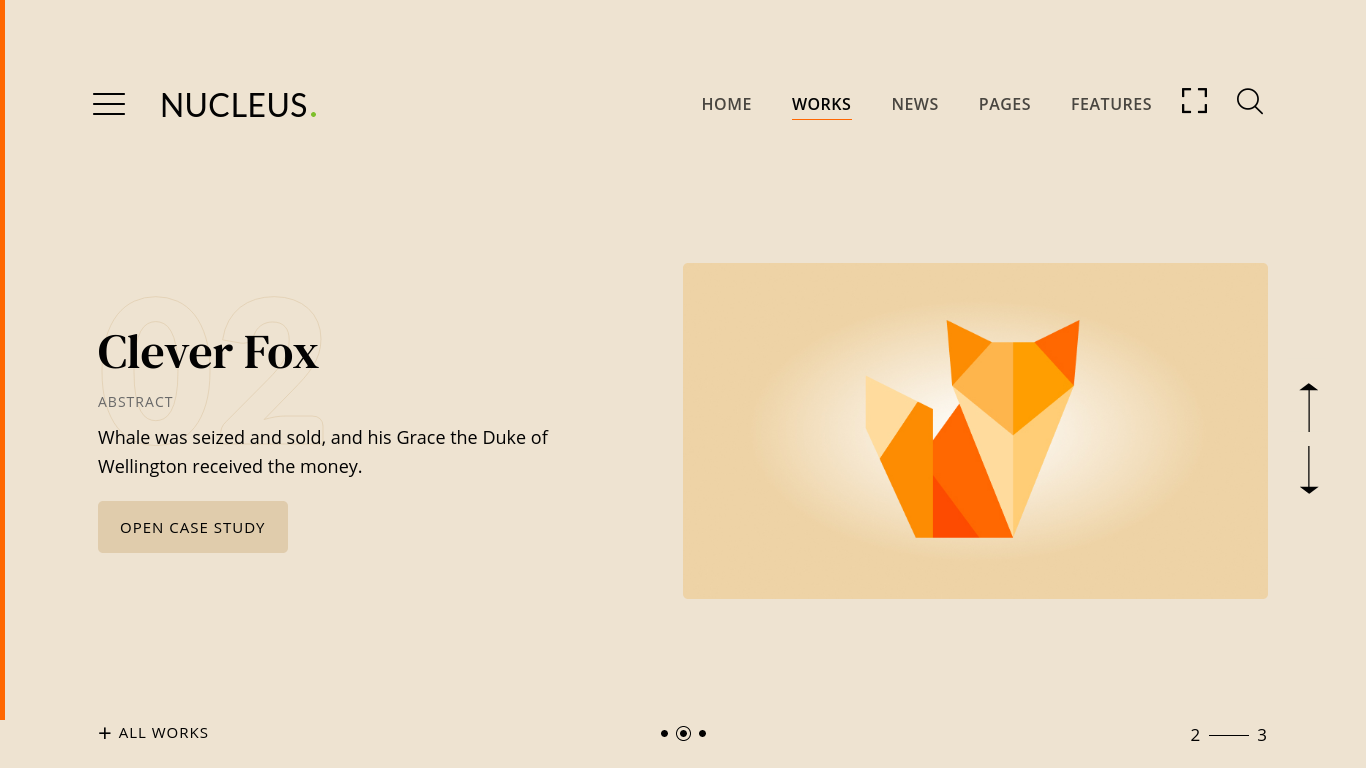 NUCLEUS.
HOME WORKS NEWS PAGES FEATURES
02
Clever Fox
ABSTRACT
Whale was seized and sold, and his Grace the Duke of
Wellington received the money.
OPEN CASE STUDY
+ ALL WORKS
2 — 3